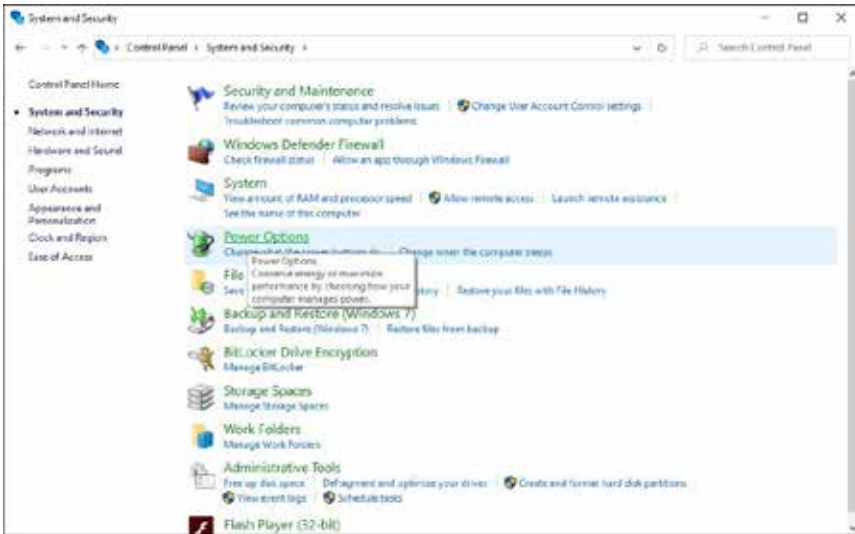 System and Security
Control Panel › System and Security ›
Search Control Panel
Control Panel Home
System and Security
Network and Internet
Hardware and Sound
Programs
User Accounts
Appearance and
Personalization
Clock and Region
Ease of Access
Security and Maintenance
Review your computer's status and resolve issues
Change User Account Control settings
Troubleshoot common computer problems
Windows Defender Firewall
Check firewall status
Allow an app through Windows Firewall
System
View amount of RAM and processor speed
Allow remote access
Launch remote assistance
See the name of this computer
Power Options
Change what the power buttons do
Change when the computer sleeps
Power Options
Conserve energy or maximize
performance by choosing how your
computer manages power.
File
Save
Restore your files with File History
Backup and Restore (Windows 7)
Backup and Restore (Windows 7)
Restore files from backup
BitLocker Drive Encryption
Manage BitLocker
Storage Spaces
Manage Storage Spaces
Work Folders
Manage Work Folders
Administrative Tools
Free up disk space
Defragment and optimize your drives
Create and format hard disk partitions
View event logs
Schedule tasks
Flash Player (32-bit)